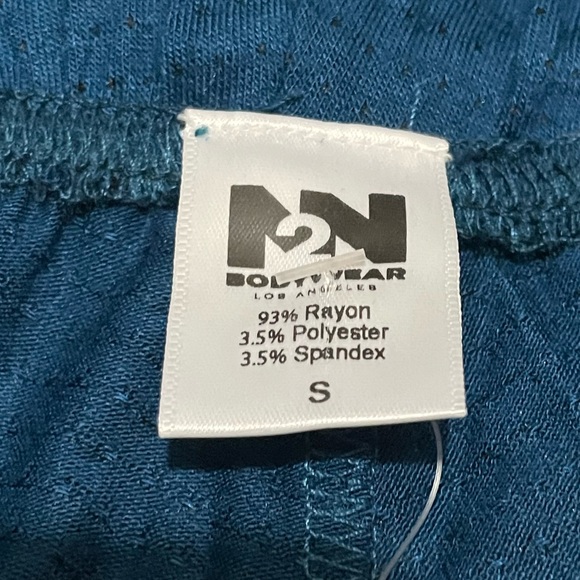 N2N
BODYWEAR
LOS ANGELES
93% Rayon
3.5% Polyester
3.5% Spandex
S